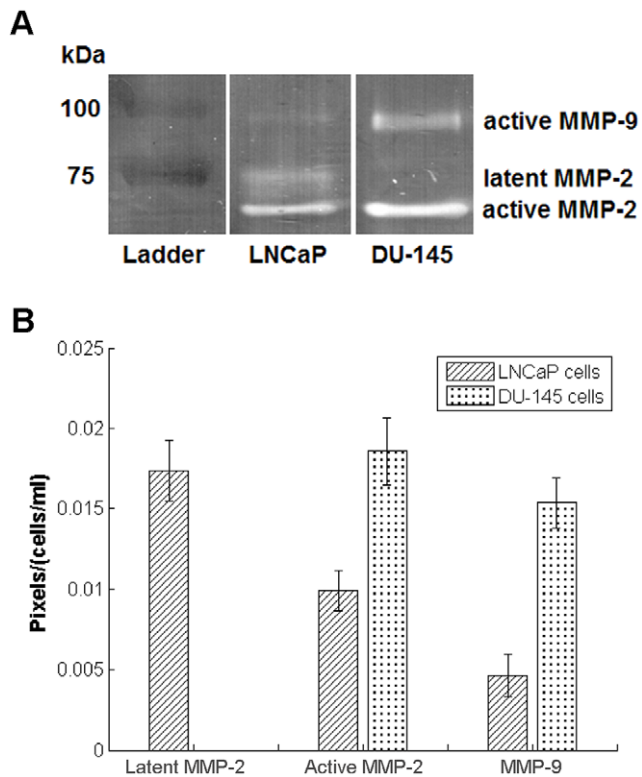 A
kDa
100
75
active MMP-9
latent MMP-2
active MMP-2
Ladder LNCaP DU-145
B
Pixels/(cells/ml)
0.025
0.02
0.015
0.01
0.005
0
LNCaP cells
DU-145 cells
Latent MMP-2 Active MMP-2 MMP-9